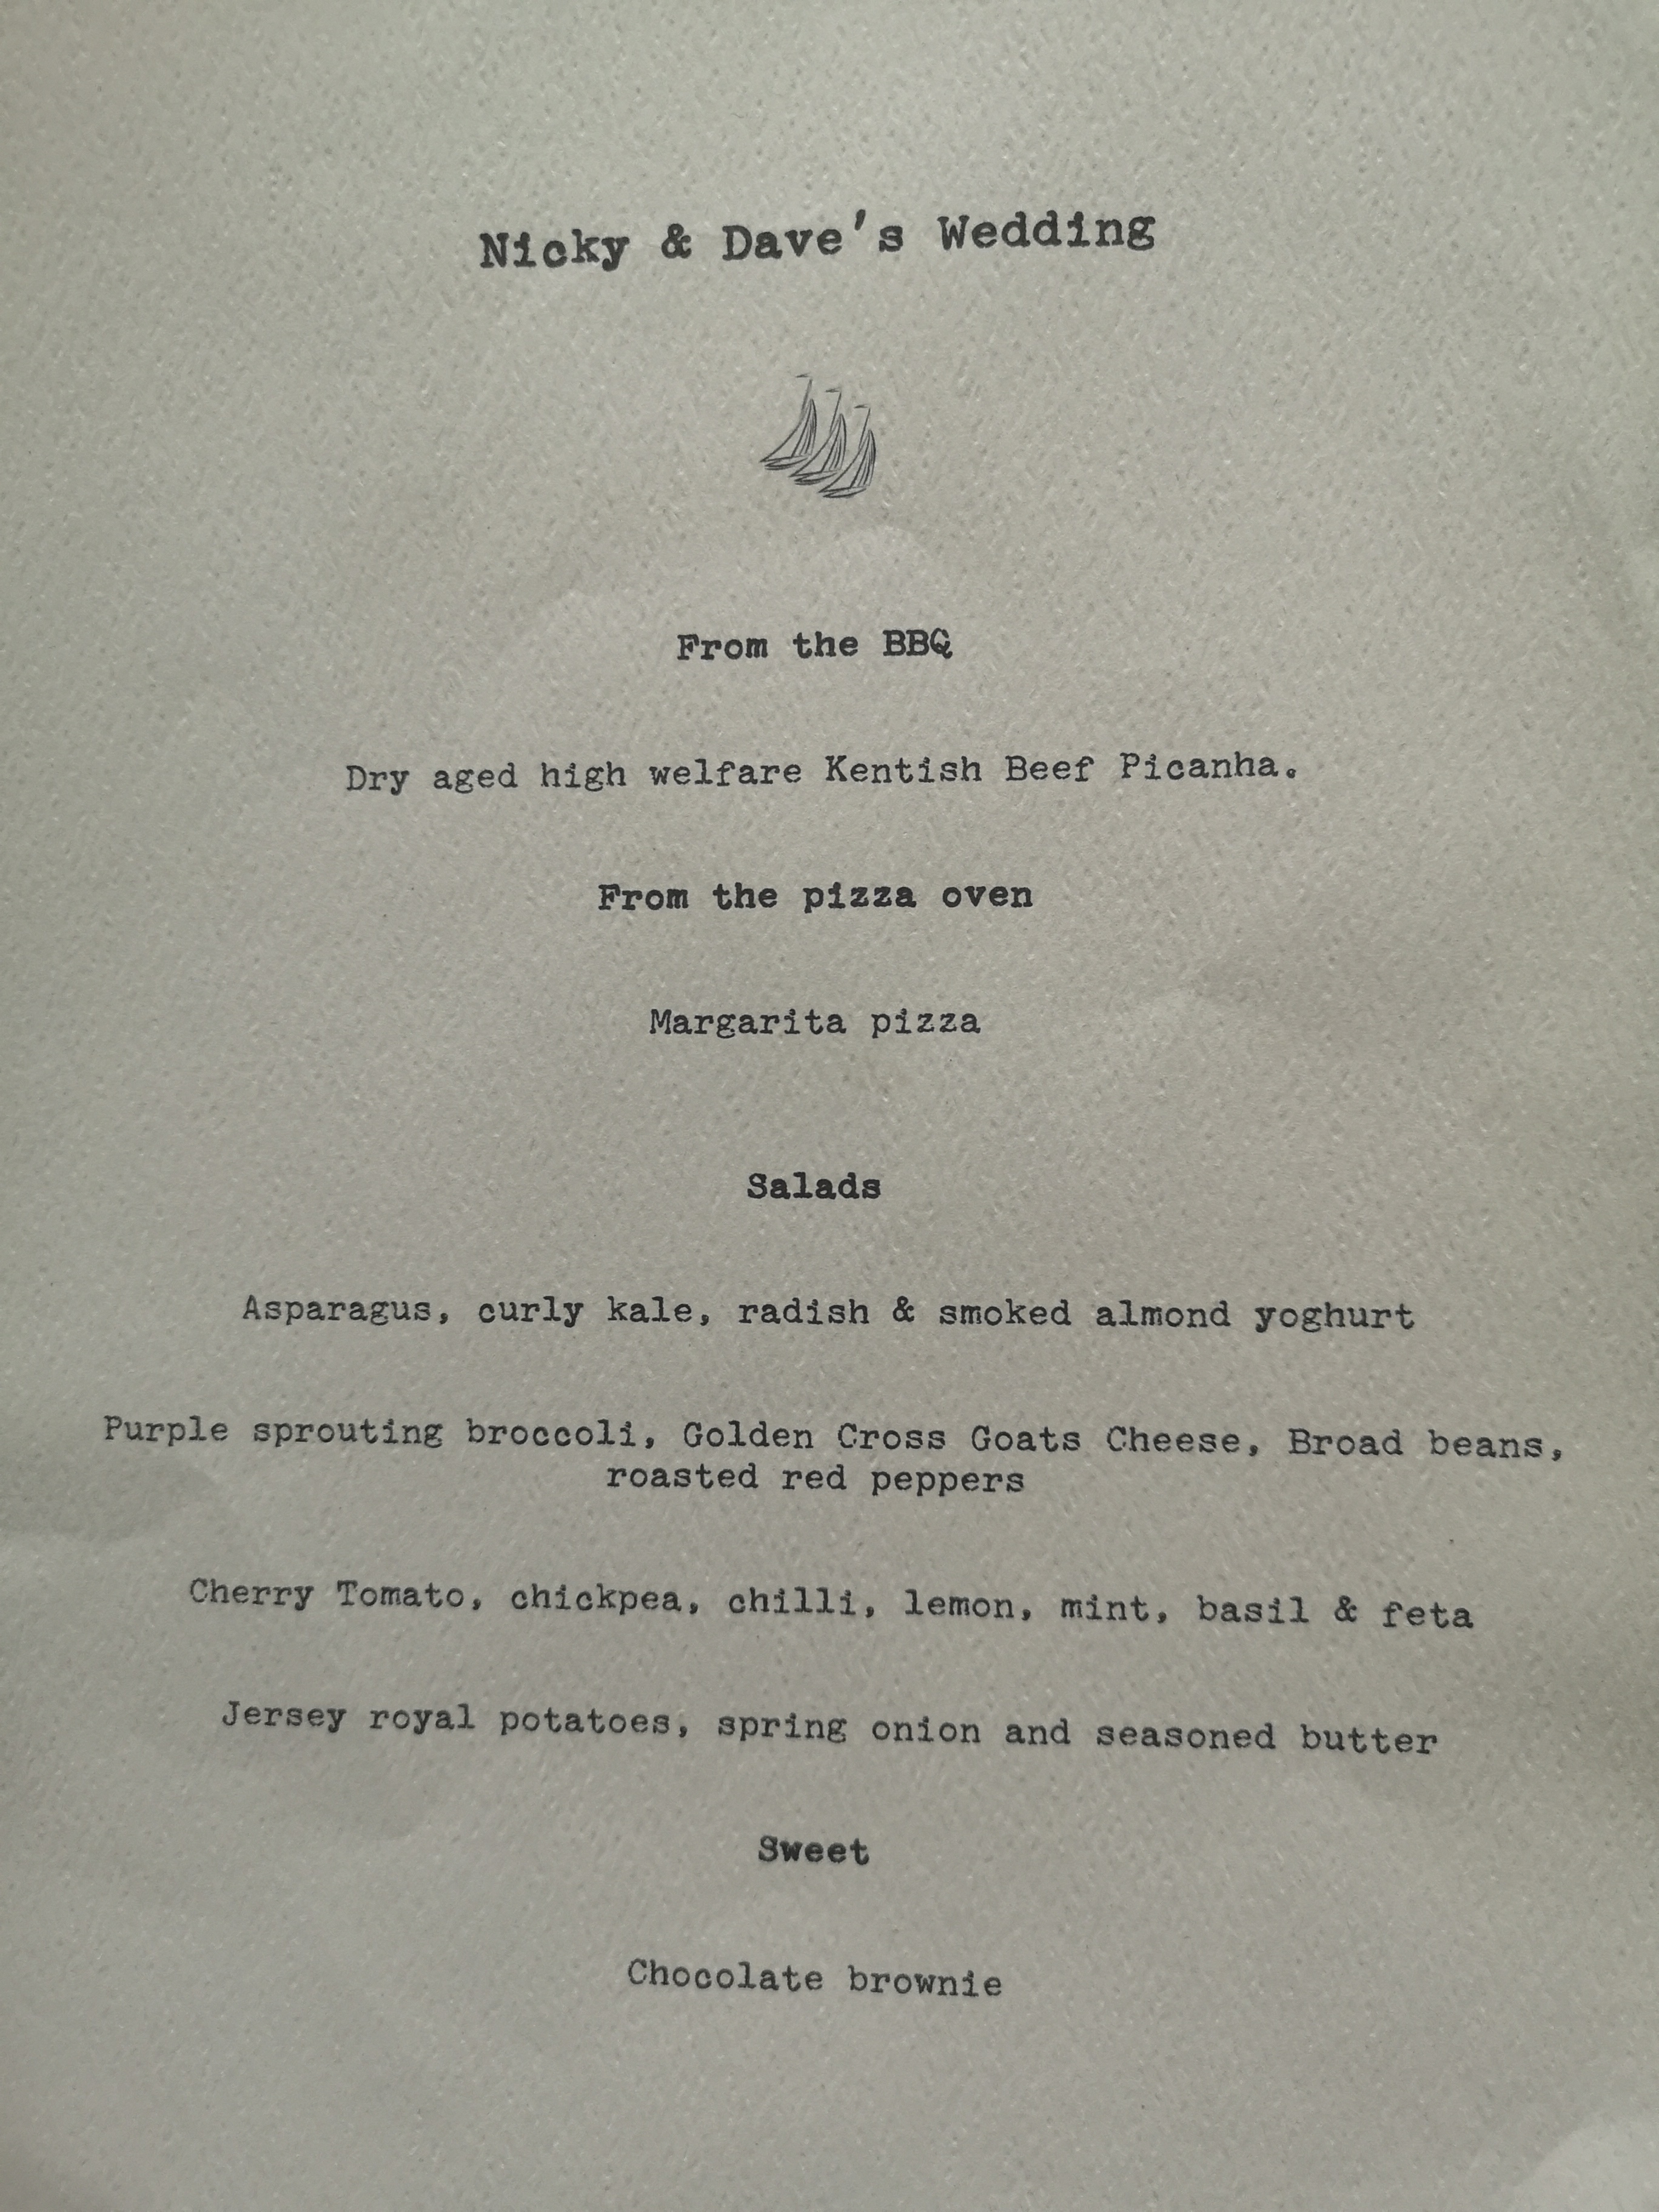 Nicky & Dave's Wedding
From the BBQ
Dry aged high welfare Kentish Beef Picanha.
From the pizza oven
Margarita pizza
Salads
Asparagus, curly kale, radish & smoked almond yoghurt
Purple sprouting broccoli, Golden Cross Goats Cheese, Broad beans,
roasted red peppers
Cherry Tomato, chickpea, chilli, lemon, mint, basil & feta
Jersey royal potatoes, spring onion and seasoned butter
Sweet
Chocolate brownie